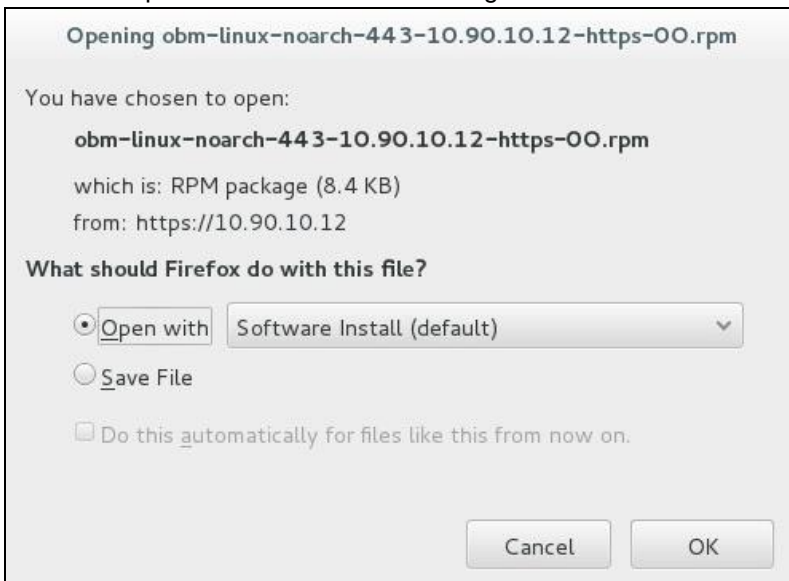 Opening obm-linux-noarch-443-10.90.10.12-https-OO.rpm
You have chosen to open:
obm-linux-noarch-443-10.90.10.12-https-OO.rpm
which is: RPM package (8.4 KB)
from: https://10.90.10.12
What should Firefox do with this file?
Open with Software Install (default)
Save File
Do this automatically for files like this from now on.
Cancel OK